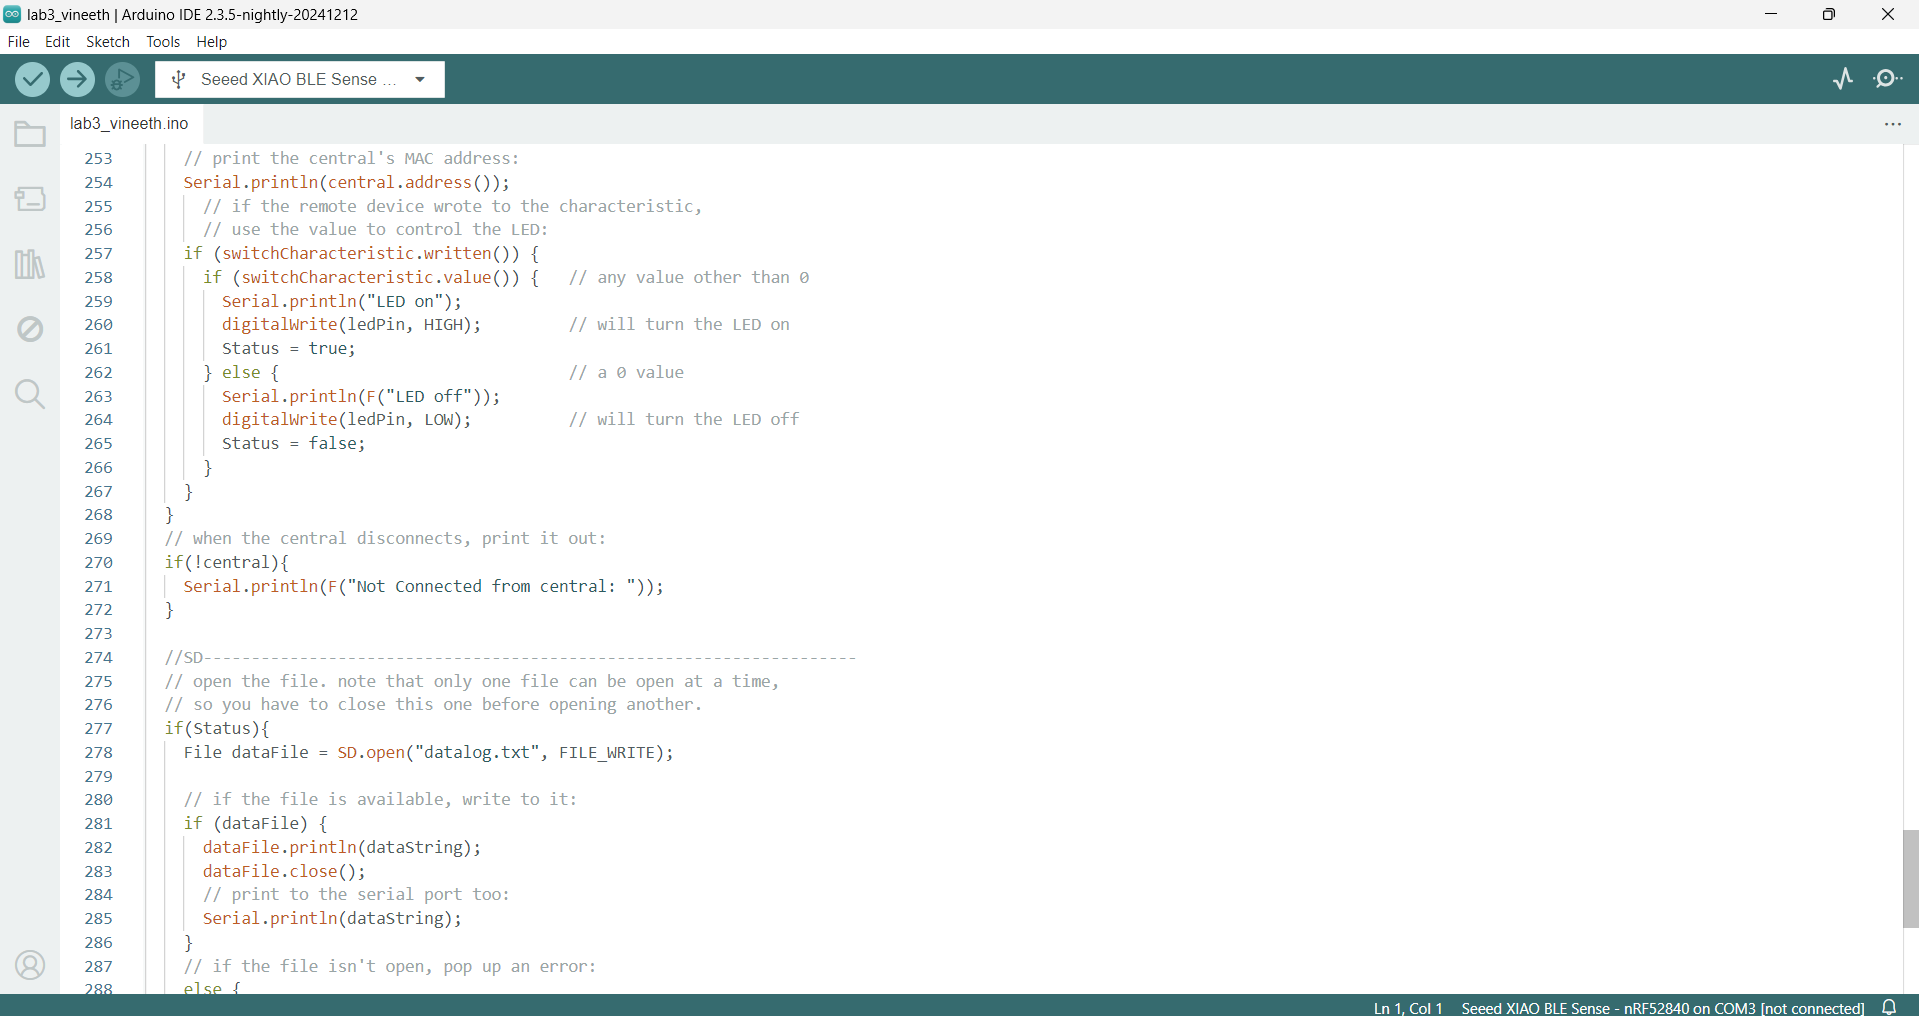 lab3_vineeth | Arduino IDE 2.3.5-nightly-20241212
File Edit Sketch Tools Help
Seeed XIAO BLE Sense ...
lab3_vineeth.ino
253 // print the central's MAC address:
254 Serial.println(central.address());
255 // if the remote device wrote to the characteristic,
256 // use the value to control the LED:
257 if (switchCharacteristic.written()) {
258 if (switchCharacteristic.value()) { // any value other than 0
259 Serial.println("LED on");
260 digitalWrite(ledPin, HIGH); // will turn the LED on
261 Status = true;
262 } else { // a 0 value
263 Serial.println(F("LED off"));
264 digitalWrite(ledPin, LOW); // will turn the LED off
265 Status = false;
266 }
267 }
268 }
269 // when the central disconnects, print it out:
270 if(!central){
271 Serial.println(F("Not Connected from central: "));
272 }
273
274 //SD--------------------------------------------------------------------
275 // open the file. note that only one file can be open at a time,
276 // so you have to close this one before opening another.
277 if(Status){
278 File dataFile = SD.open("datalog.txt", FILE_WRITE);
279
280 // if the file is available, write to it:
281 if (dataFile) {
282 dataFile.println(dataString);
283 dataFile.close();
284 // print to the serial port too:
285 Serial.println(dataString);
286 }
287 // if the file isn't open, pop up an error:
288 else {
Ln 1, Col 1 Seeed XIAO BLE Sense - nRF52840 on COM3 [not connected]